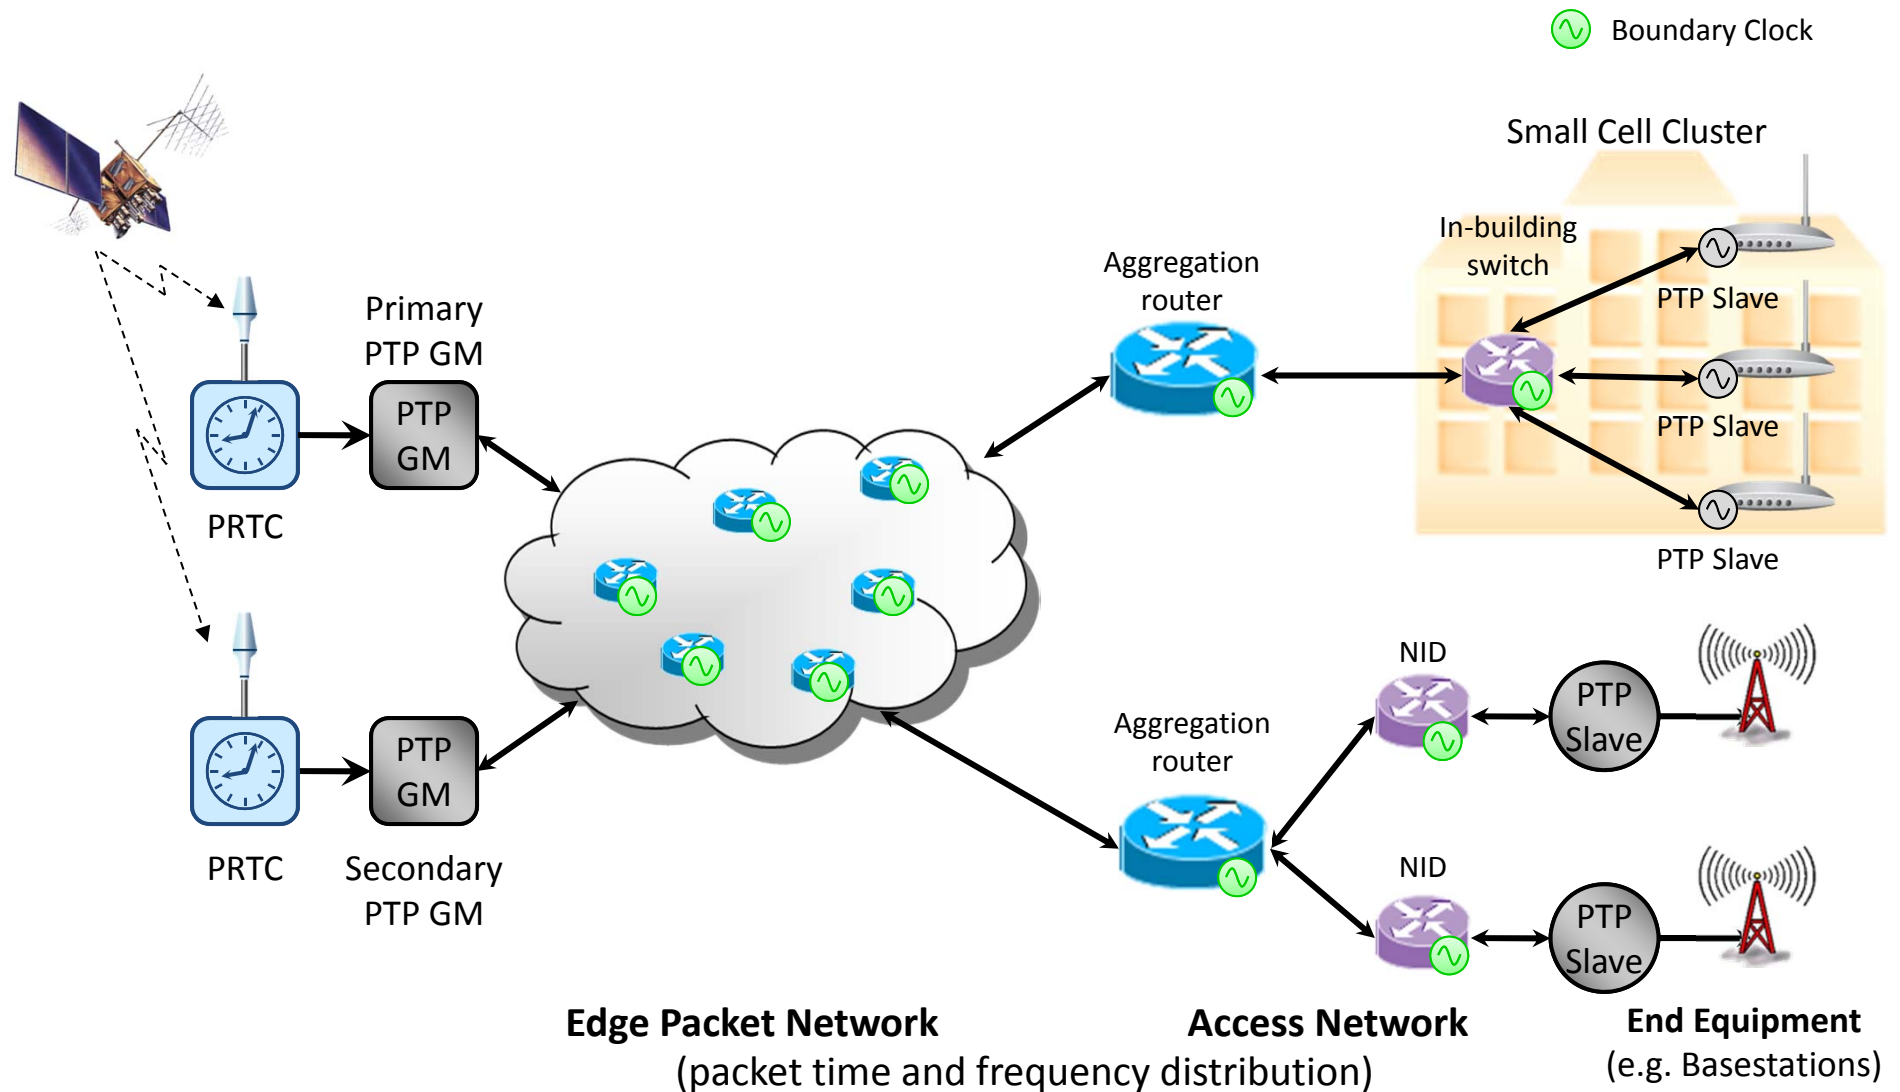 Boundary Clock
Small Cell Cluster
In-building
switch
PTP Slave
PTP Slave
PTP Slave
Aggregation
router
Primary
PTP GM
PTP
GM
PRTC
PTP
GM
PRTC
Secondary
PTP GM
Aggregation
router
NID
PTP
Slave
NID
PTP
Slave
Edge Packet Network
Access Network
(packet time and frequency distribution)
End Equipment
(e.g. Basestations)